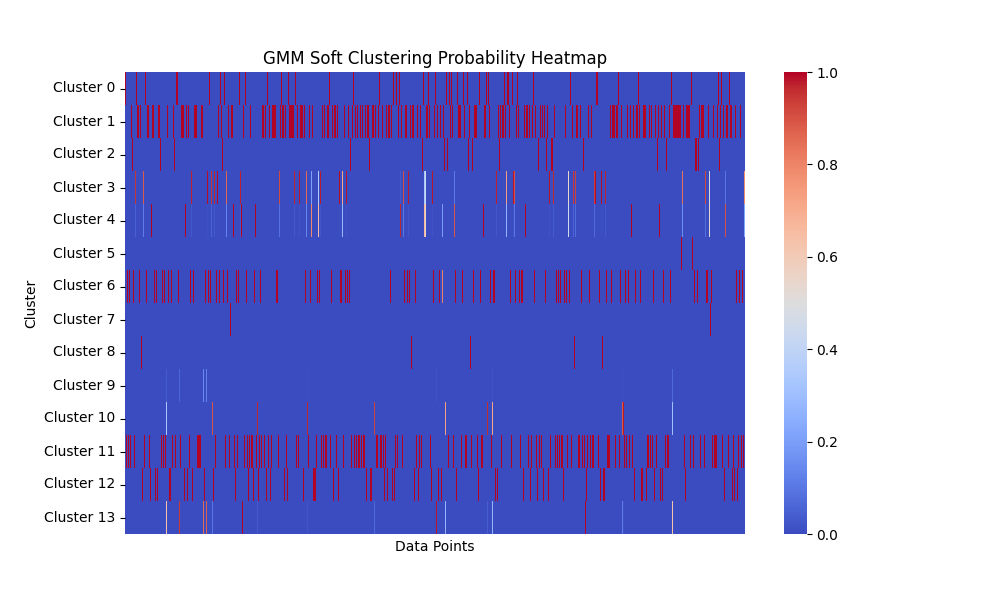 GMM Soft Clustering Probability Heatmap
Cluster
Cluster 0
Cluster 1
Cluster 2
Cluster 3
Cluster 4
Cluster 5
Cluster 6
Cluster 7
Cluster 8
Cluster 9
Cluster 10
Cluster 11
Cluster 12
Cluster 13
Data Points
1.0
0.8
0.6
0.4
0.2
0.0